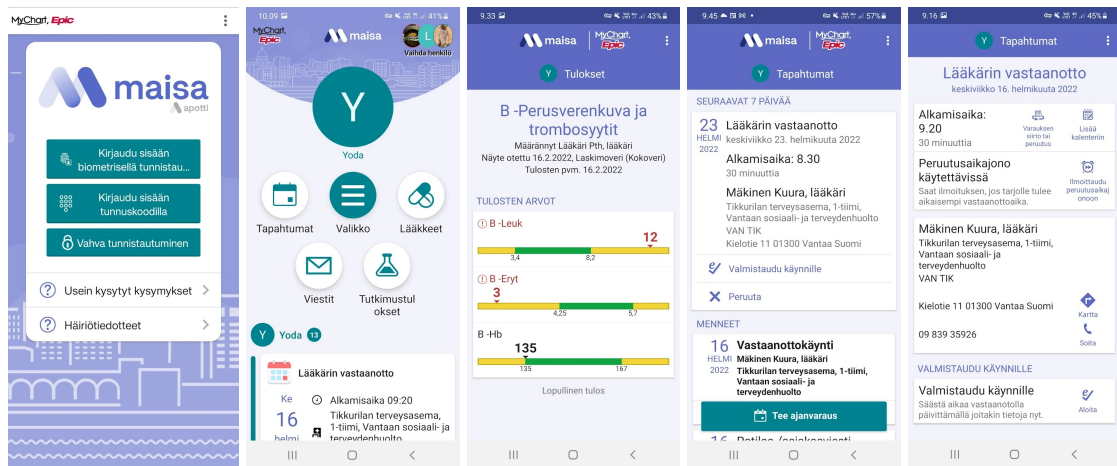 MyChart, Epic
maisa
apotti
Kirjaudu sisään
biometrisellä tunnistau...
Kirjaudu sisään
tunnuskoodilla
Vahva tunnistautuminen
Usein kysytyt kysymykset
Häiriötiedotteet
10.09
41%
MyChart,
Epic
maisa
L
Vaihda henkilö
Y
Yoda
Tapahtumat
Valikko
Lääkkeet
Viestit
Tutkimustul
okset
Y Yoda 13
Lääkärin vastaanotto
Ke
16
helmi
Alkamisaika 09:20
Tikkurilan terveysasema,
1-tiimi, Vantaan sosiaali- ja
terveydenhuolto
9.33
43%
maisa
MyChart,
Epic
Y Tulokset
B -Perusverenkuva ja
trombosyytit
Määrännyt Lääkäri Pth, lääkäri
Näyte otettu 16.2.2022, Laskimoveri (Kokoveri)
Tulosten pvm. 16.2.2022
TULOSTEN ARVOT
B -Leuk
12
3,4 8,2
B -Eryt
3
4,25 5,7
B -Hb
135
135 167
Lopullinen tulos
9.45
57%
maisa
MyChart,
Epic
Y Tapahtumat
SEURAAVAT 7 PÄIVÄÄ
23
HELMI
2022
Lääkärin vastaanotto
keskiviikko 23. helmikuuta 2022
Alkamisaika: 8.30
30 minuuttia
Mäkinen Kuura, lääkäri
Tikkurilan terveysasema, 1-tiimi,
Vantaan sosiaali- ja terveydenhuolto
VAN TIK
Kielotie 11 01300 Vantaa Suomi
Valmistaudu käynnille
Peruuta
MENNEET
16
HELMI
2022
Vastaanottokäynti
Mäkinen Kuura, lääkäri
Tikkurilan terveysasema, 1-tiimi,
Vantaan sosiaali- ja
terveydenhuolto
Tee ajanvaraus
16
9.16
45%
Y Tapahtumat
Lääkärin vastaanotto
keskiviikko 16. helmikuuta 2022
Alkamisaika:
9.20
30 minuuttia
Varauksen
siirto tai
peruutus
Lisää
kalenteriin
Peruutusaikajono
käytettävissä
Saat ilmoituksen, jos tarjolle tulee
aikaisempi vastaanottoaika.
Ilmoittaudu
peruutusaikaj
onoon
Mäkinen Kuura, lääkäri
Tikkurilan terveysasema, 1-tiimi,
Vantaan sosiaali- ja
terveydenhuolto
VAN TIK
Kielotie 11 01300 Vantaa Suomi
Kartta
09 839 35926
Soita
VALMISTAUDU KÄYNNILLE
Valmistaudu käynnille
Säästä aikaa vastaanotolla
päivittämällä joitakin tietoja nyt.
Aloita